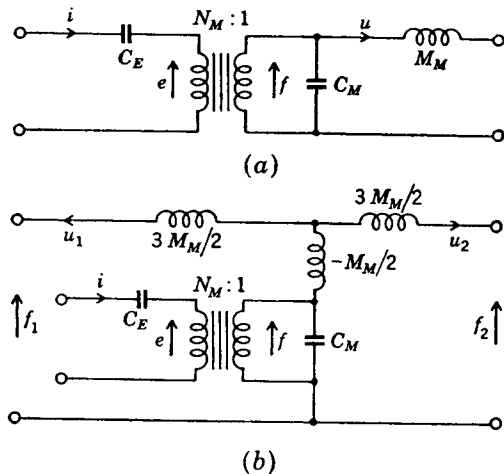 i
C_E
N_M : 1
e
f
C_M
u
M_M
(a)
u_1
3 M_M/2
3 M_M/2
u_2
-M_M/2
f_1
i
C_E
N_M : 1
e
f
C_M
f_2
(b)